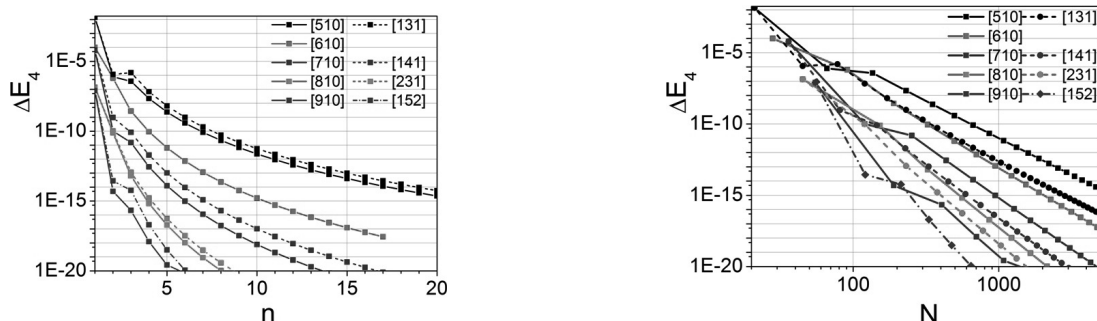 ΔE4
1E-5
1E-10
1E-15
1E-20
5
10
15
20
n
[510] [131]
[610]
[710] [141]
[810] [231]
[910] [152]
ΔE4
1E-5
1E-10
1E-15
1E-20
100
1000
N
[510] [131]
[610]
[710] [141]
[810] [231]
[910] [152]